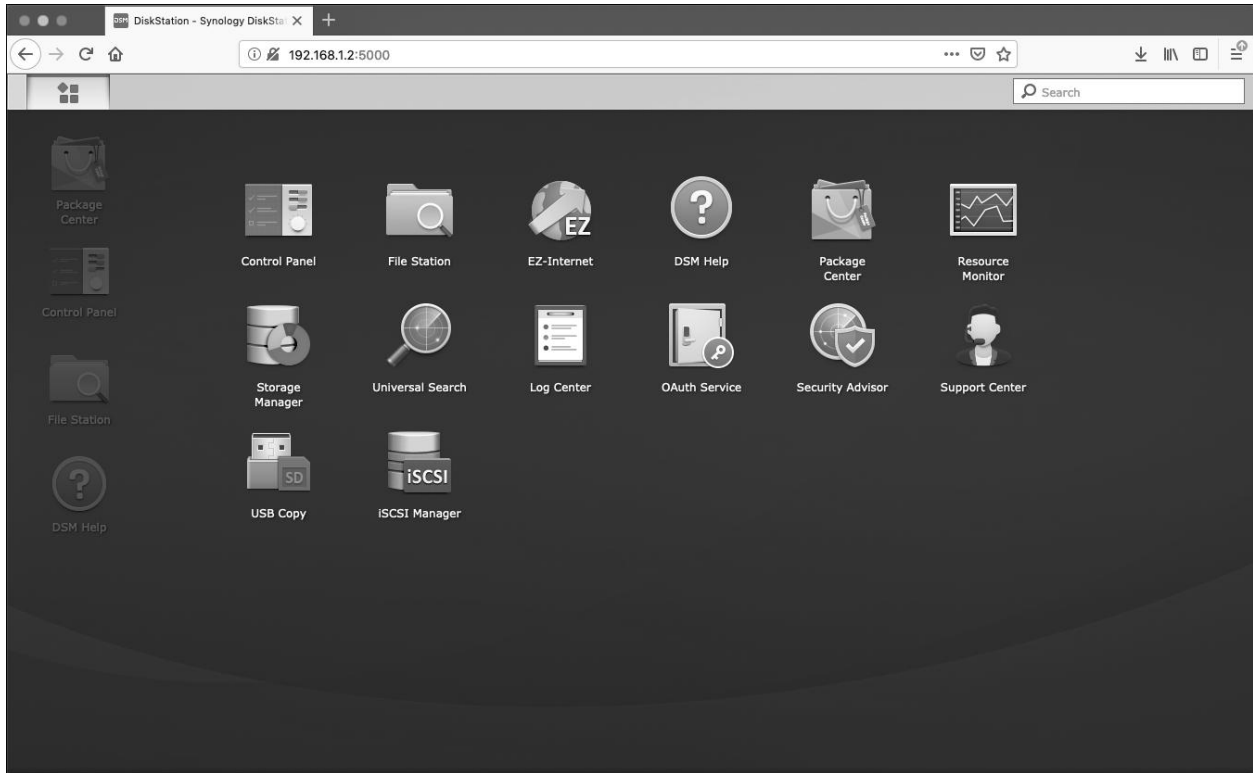 DSM DiskStation - Synology DiskSta
192.168.1.2:5000
Search
Package
Center
Control Panel
File Station
DSM Help
Control Panel
File Station
EZ
EZ-Internet
DSM Help
Package
Center
Resource
Monitor
Storage
Manager
Universal Search
Log Center
OAuth Service
Security Advisor
Support Center
SD
USB Copy
iSCSI
iSCSI Manager